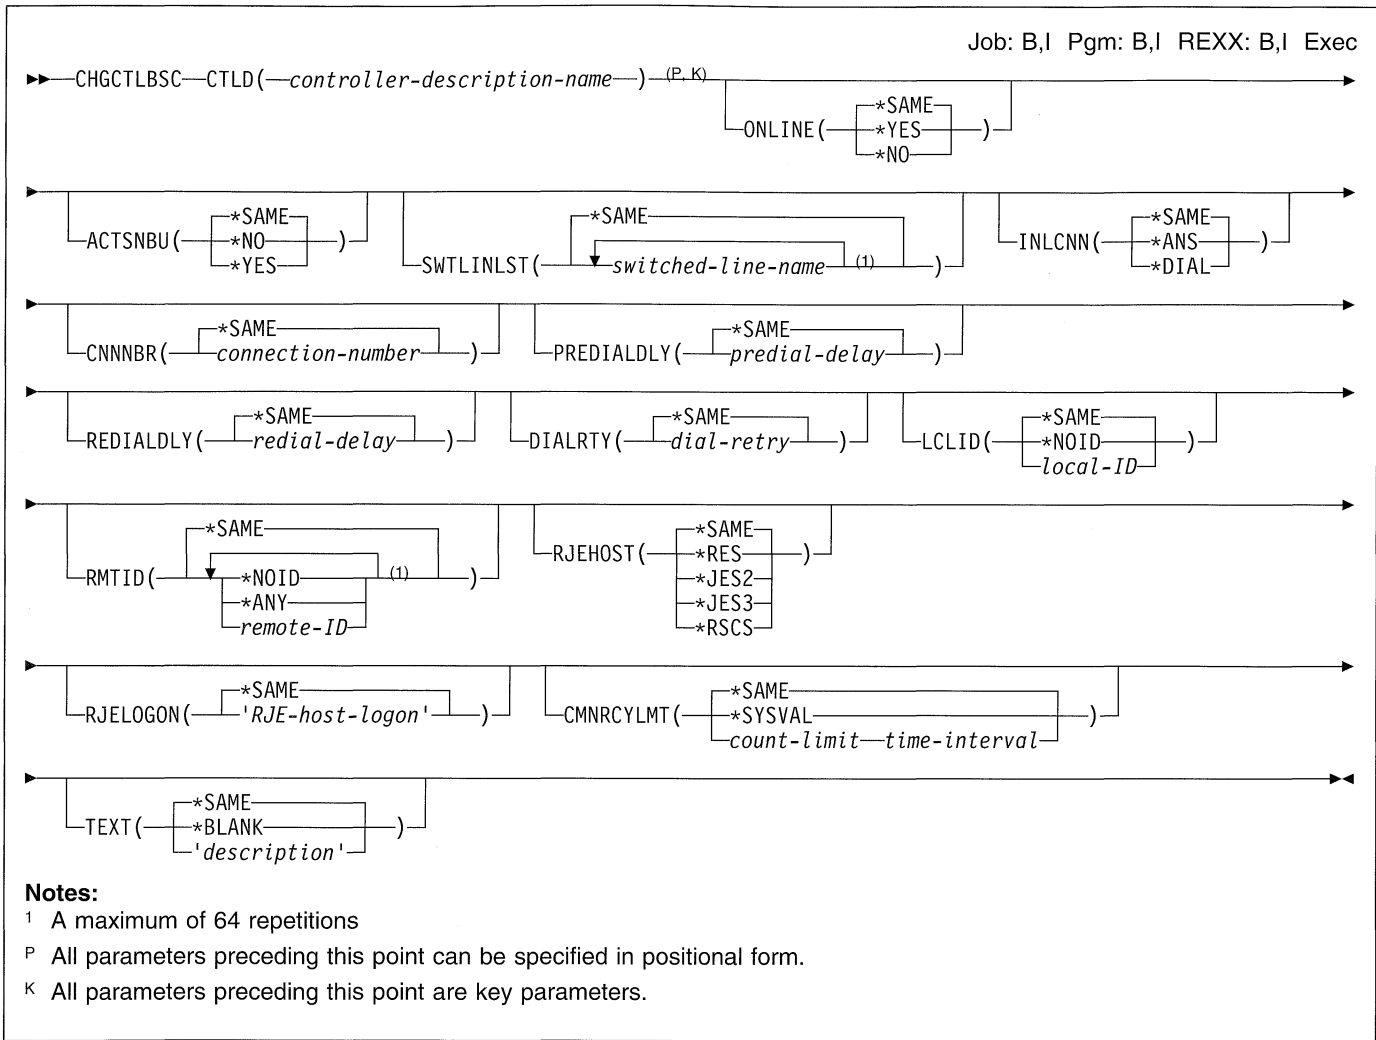 Job: B,I Pgm: B,I REXX: B,I Exec
CHGCTLBSC CTLD( controller-description-name ) (P, K)
ONLINE( *SAME *YES *NO )
ACTSNBU( *SAME *NO *YES )
SWTLINLST( *SAME switched-line-name (1) )
INLCNN( *SAME *ANS *DIAL )
CNNNBR( *SAME connection-number )
PREDIALDLY( *SAME predial-delay )
REDIALDLY( *SAME redial-delay )
DIALRTY( *SAME dial-retry )
LCLID( *SAME *NOID local-ID )
RMTID( *SAME *NOID (1) *ANY remote-ID )
RJEHOST( *SAME *RES *JES2 *JES3 *RSCS )
RJELOGON( *SAME 'RJE-host-logon' )
CMNRCYLMT( *SAME *SYSVAL count-limit time-interval )
TEXT( *SAME *BLANK 'description' )
Notes:
1 A maximum of 64 repetitions
P All parameters preceding this point can be specified in positional form.
K All parameters preceding this point are key parameters.